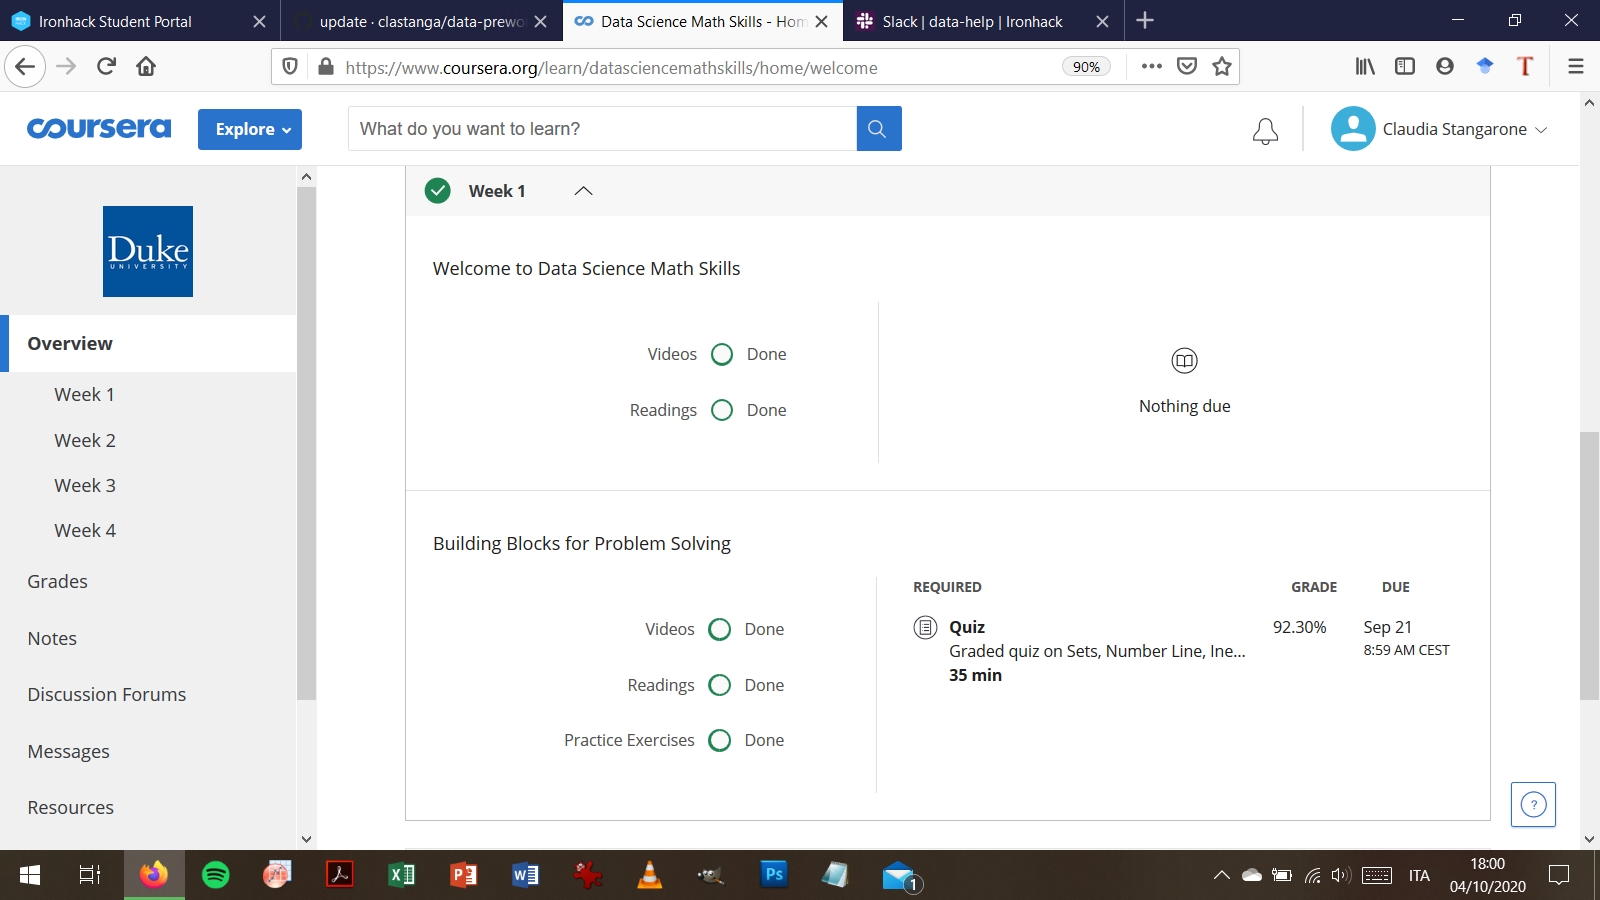 Ironhack Student Portal
update · clastanga/data-prewo
Data Science Math Skills - Hom
Slack | data-help | Ironhack
https://www.coursera.org/learn/datasciencemathskills/home/welcome
90%
T
coursera
Explore
What do you want to learn?
Claudia Stangarone
Duke
UNIVERSITY
Overview
Week 1
Week 2
Week 3
Week 4
Grades
Notes
Discussion Forums
Messages
Resources
Week 1
Welcome to Data Science Math Skills
Videos Done
Readings Done
Nothing due
Building Blocks for Problem Solving
Videos Done
Readings Done
Practice Exercises Done
REQUIRED GRADE DUE
Quiz 92.30% Sep 21
Graded quiz on Sets, Number Line, Ine... 8:59 AM CEST
35 min
?
Ps
1
ITA
18:00
04/10/2020